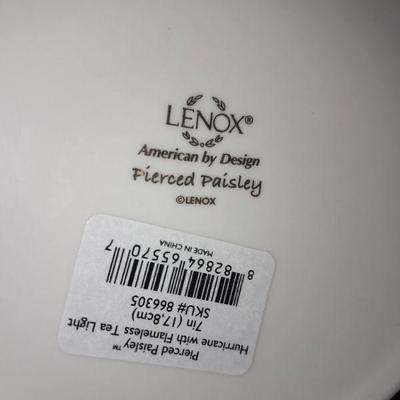 LENOX®
American by Design
Pierced Paisley
©LENOX
Pierced Paisley™
Hurricane with Flameless Tea Light
7in (17.8cm)
SKU# 866305
8 82864 65570 7
MADE IN CHINA